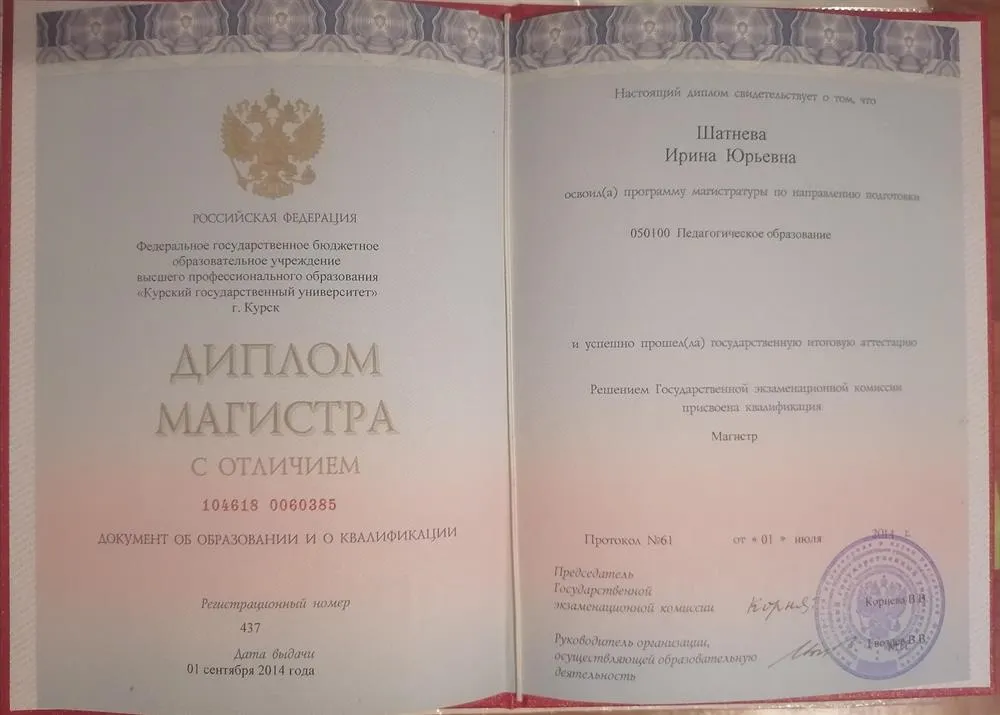 РОССИЙСКАЯ ФЕДЕРАЦИЯ
Федеральное государственное бюджетное
образовательное учреждение
высшего профессионального образования
«Курский государственный университет»
г. Курск
ДИПЛОМ
МАГИСТРА
С ОТЛИЧИЕМ
104618 0060385
ДОКУМЕНТ ОБ ОБРАЗОВАНИИ И О КВАЛИФИКАЦИИ
Регистрационный номер
437
Дата выдачи
01 сентября 2014 года
Настоящий диплом свидетельствует о том, что
Шатнева
Ирина Юрьевна
освоил(а) программу магистратуры по направлению подготовки
050100 Педагогическое образование
и успешно прошел(ла) государственную итоговую аттестацию
Решением Государственной экзаменационной комиссии
присвоена квалификация
Магистр
Протокол №61 от « 01 » июля 2014 г.
Председатель
Государственной
экзаменационной комиссии Корнева В.В.
Руководитель организации,
осуществляющей образовательную Гвоздев В.В.
деятельность
М.П.